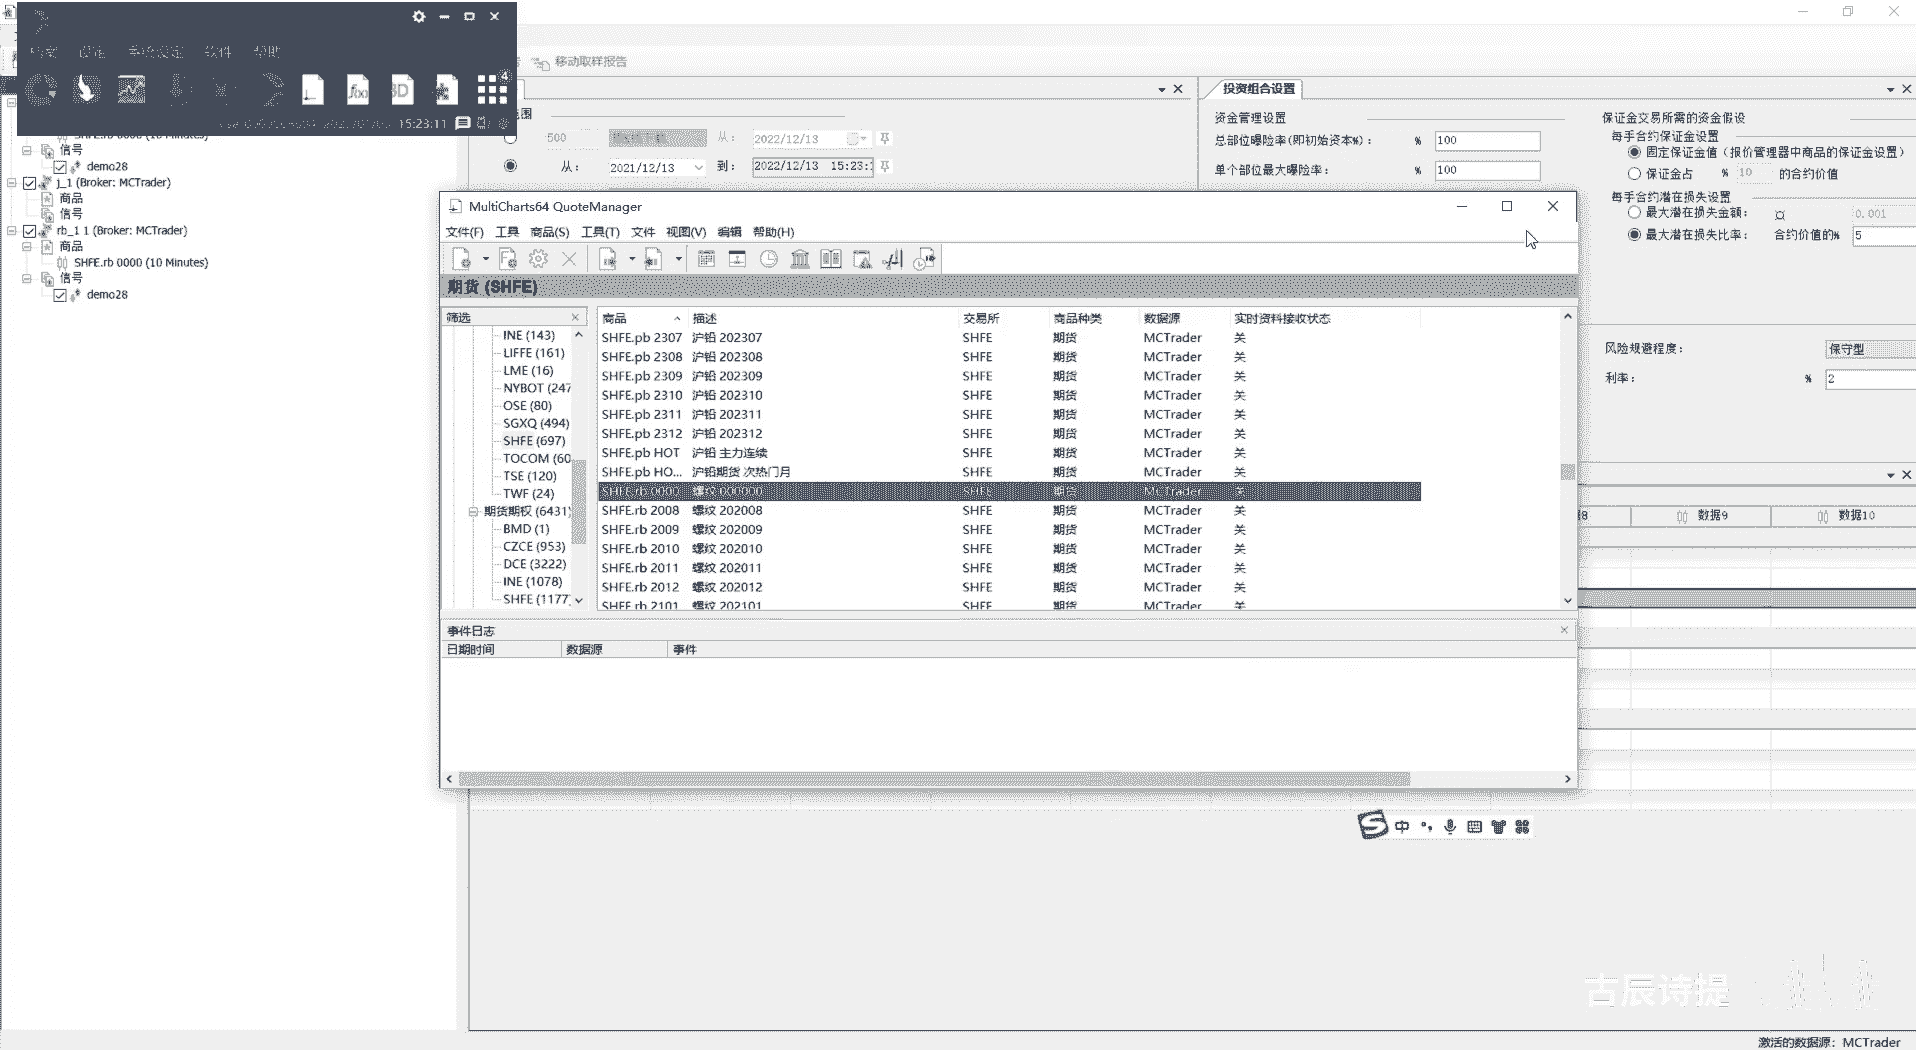 15:23:11
4
移动取样报告
SHFE.rb 0000 (10 Minutes)
信号
demo28
j_1 (Broker: MCTrader)
商品
信号
rb_1 1 (Broker: MCTrader)
商品
SHFE.rb 0000 (10 Minutes)
信号
demo28
500
从：
2022/12/13
从：
2021/12/13
到：
2022/12/13 15:23:
投资组合设置
资金管理设置
总部位曝险率(即初始资本%)：
%
100
单个部位最大曝险率：
%
100
保证金交易所需的资金假设
每手合约保证金设置
固定保证金值（报价管理器中商品的保证金设置）
保证金占
%
10
的合约价值
每手合约潜在损失设置
最大潜在损失金额：
0.001
最大潜在损失比率：
合约价值的%
5
风险规避程度：
保守型
利率：
%
2
数据9
数据10
MultiCharts64 QuoteManager
文件(F) 工具 商品(S) 工具(T) 文件 视图(V) 编辑 帮助(H)
期货 (SHFE)
筛选
INE (143)
LIFFE (161)
LME (16)
NYBOT (247
OSE (80)
SGXQ (494)
SHFE (697)
TOCOM (60
TSE (120)
TWF (24)
期货期权 (6431)
BMD (1)
CZCE (953)
DCE (3222)
INE (1078)
SHFE (1177)
商品 描述 交易所 商品种类 数据源 实时资料接收状态
SHFE.pb 2307 沪铅 202307 SHFE 期货 MCTrader 关
SHFE.pb 2308 沪铅 202308 SHFE 期货 MCTrader 关
SHFE.pb 2309 沪铅 202309 SHFE 期货 MCTrader 关
SHFE.pb 2310 沪铅 202310 SHFE 期货 MCTrader 关
SHFE.pb 2311 沪铅 202311 SHFE 期货 MCTrader 关
SHFE.pb 2312 沪铅 202312 SHFE 期货 MCTrader 关
SHFE.pb HOT 沪铅 主力连续 SHFE 期货 MCTrader 关
SHFE.pb HO... 沪铅期货 次热门月 SHFE 期货 MCTrader 关
SHFE.rb 0000 螺纹 000000 SHFE 期货 MCTrader 关
SHFE.rb 2008 螺纹 202008 SHFE 期货 MCTrader 关
SHFE.rb 2009 螺纹 202009 SHFE 期货 MCTrader 关
SHFE.rb 2010 螺纹 202010 SHFE 期货 MCTrader 关
SHFE.rb 2011 螺纹 202011 SHFE 期货 MCTrader 关
SHFE.rb 2012 螺纹 202012 SHFE 期货 MCTrader 关
SHFE.rb 2101 螺纹 202101 SHFE 期货 MCTrader 关
事件日志
日期时间 数据源 事件
中
古辰诗提
激活的数据源：MCTrader